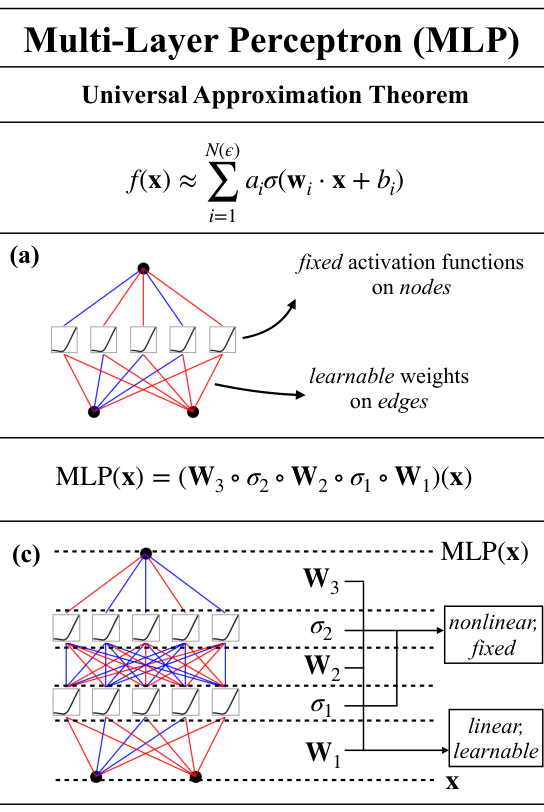 Multi-Layer Perceptron (MLP)
Universal Approximation Theorem
f(x) ≈ ∑_{i=1}^{N(ϵ)} a_i σ(w_i · x + b_i)
(a)
fixed activation functions
on nodes
learnable weights
on edges
MLP(x) = (W_3 ∘ σ_2 ∘ W_2 ∘ σ_1 ∘ W_1)(x)
(c)
MLP(x)
W_3
σ_2
nonlinear,
fixed
W_2
σ_1
W_1
linear,
learnable
x